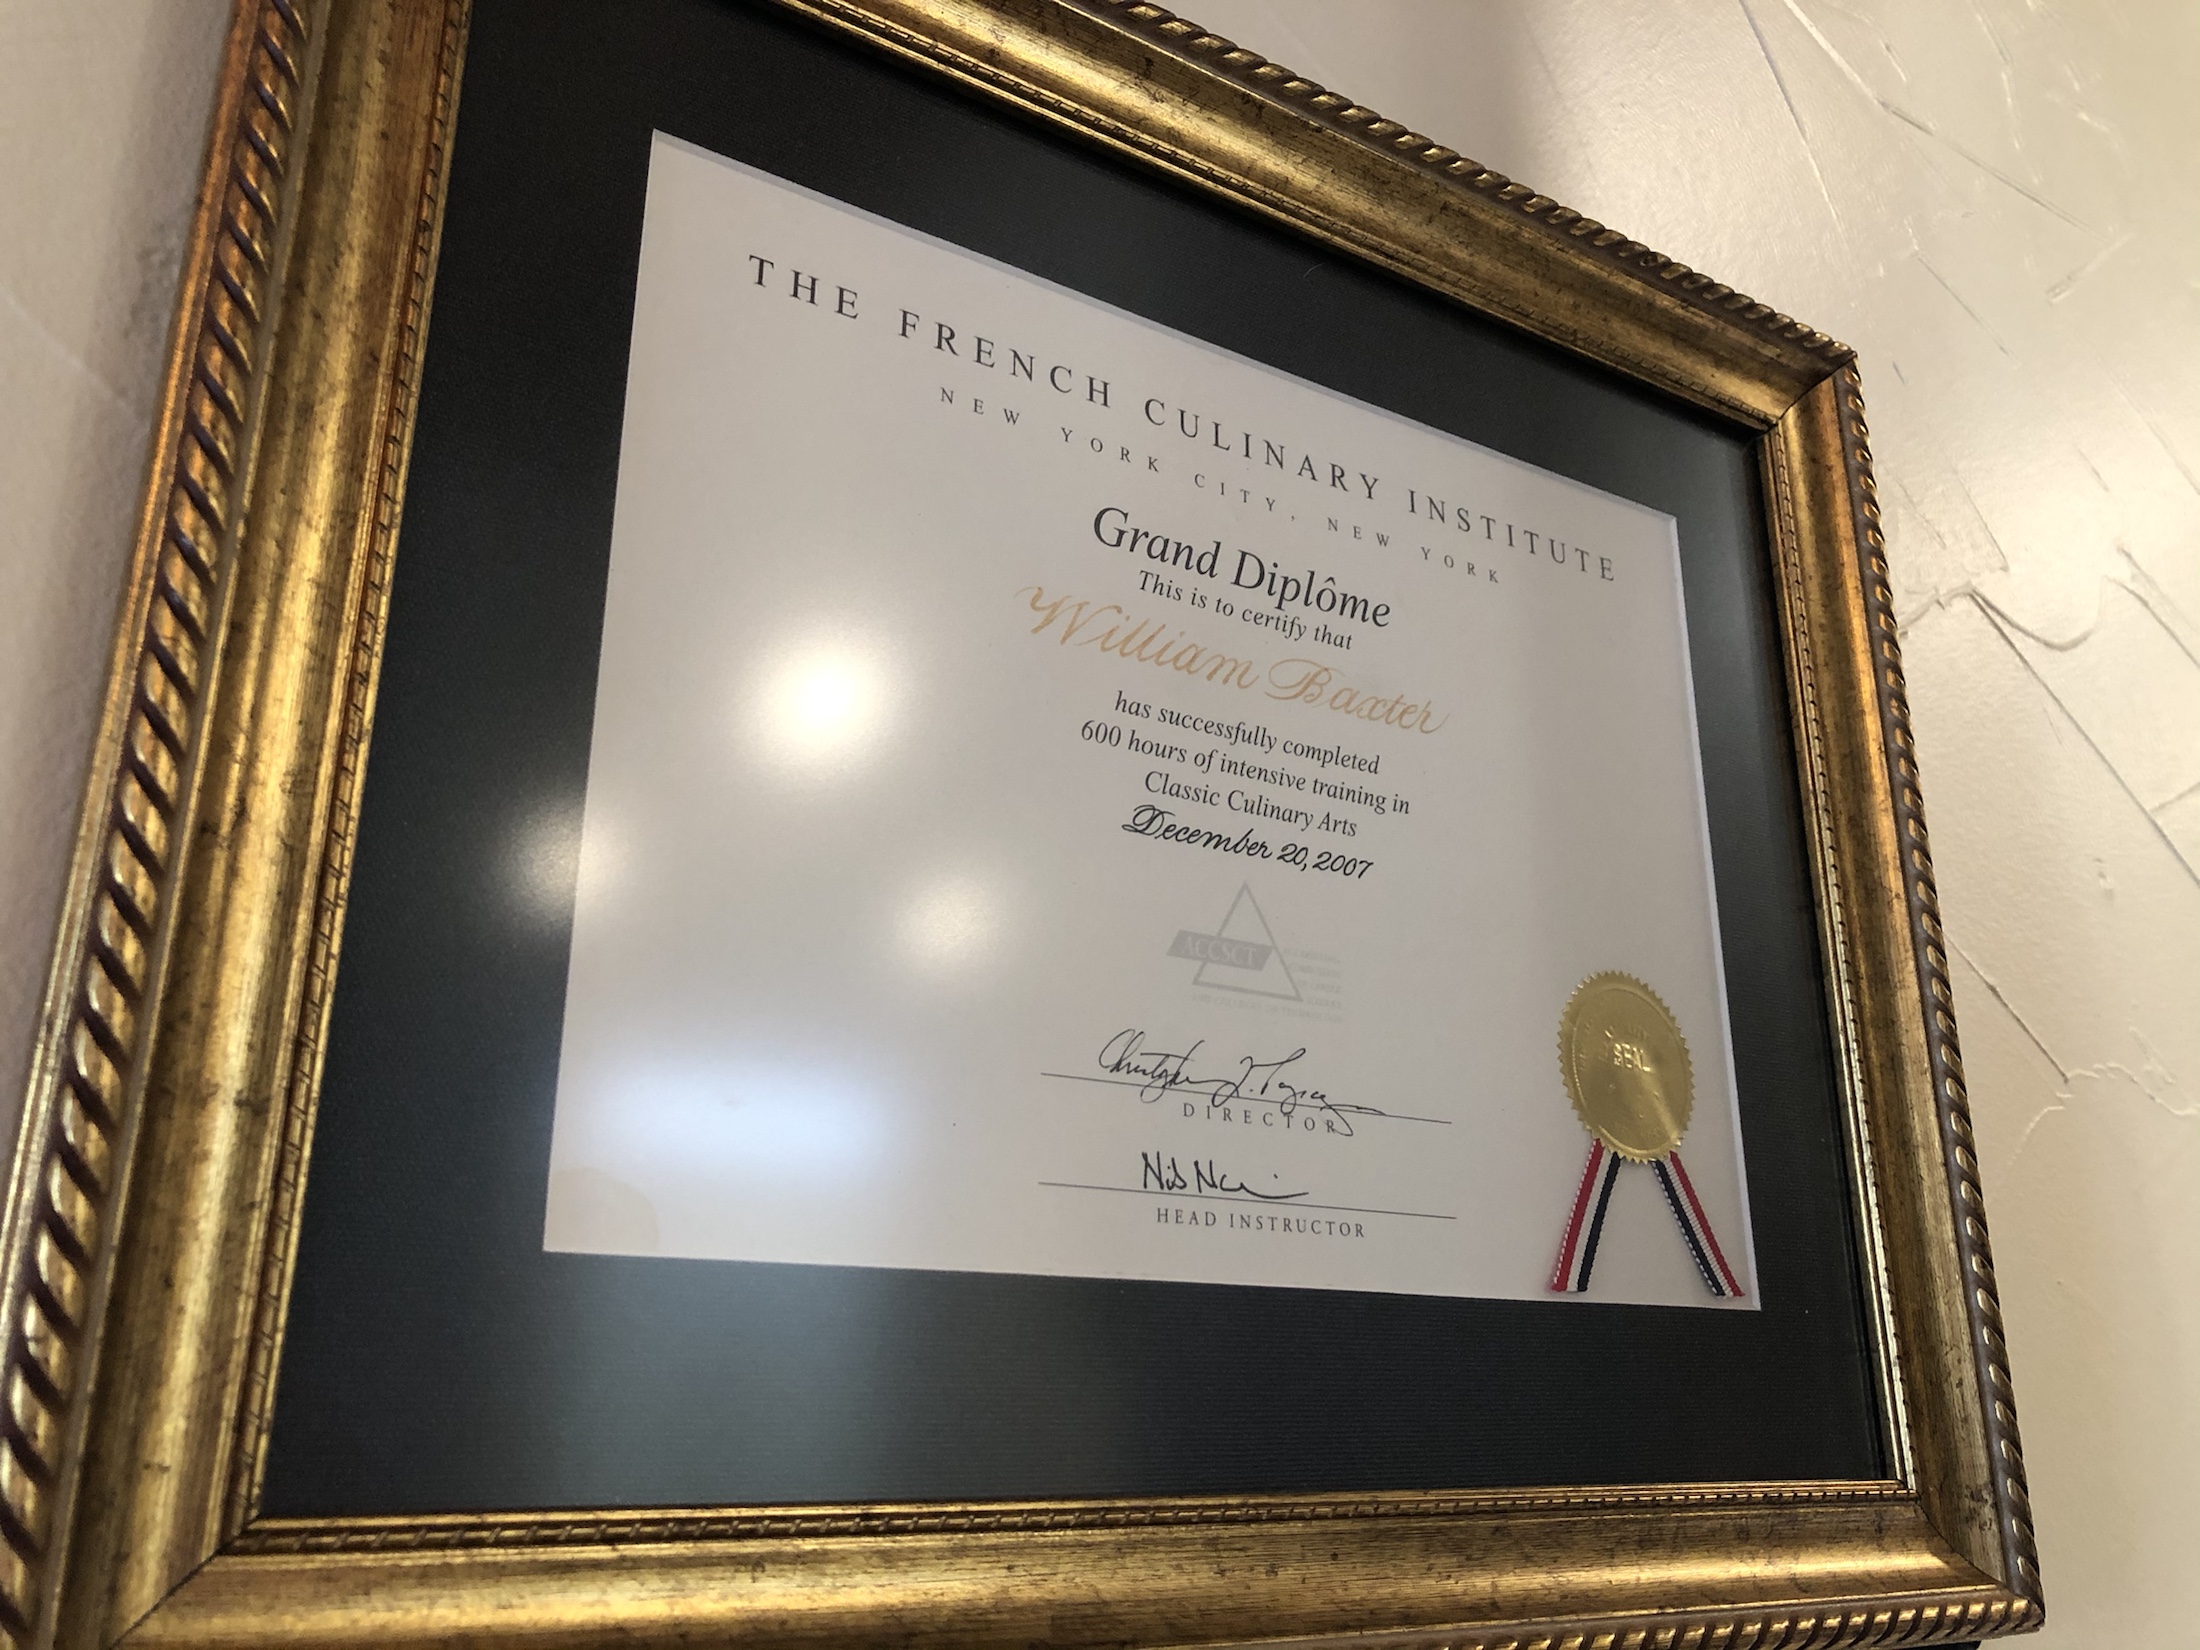 THE FRENCH CULINARY INSTITUTE
NEW YORK CITY, NEW YORK
Grand Diplôme
This is to certify that
William Baxter
has successfully completed
600 hours of intensive training in
Classic Culinary Arts
December 20, 2007
ACCSCT
DIRECTOR
HEAD INSTRUCTOR
SEAL